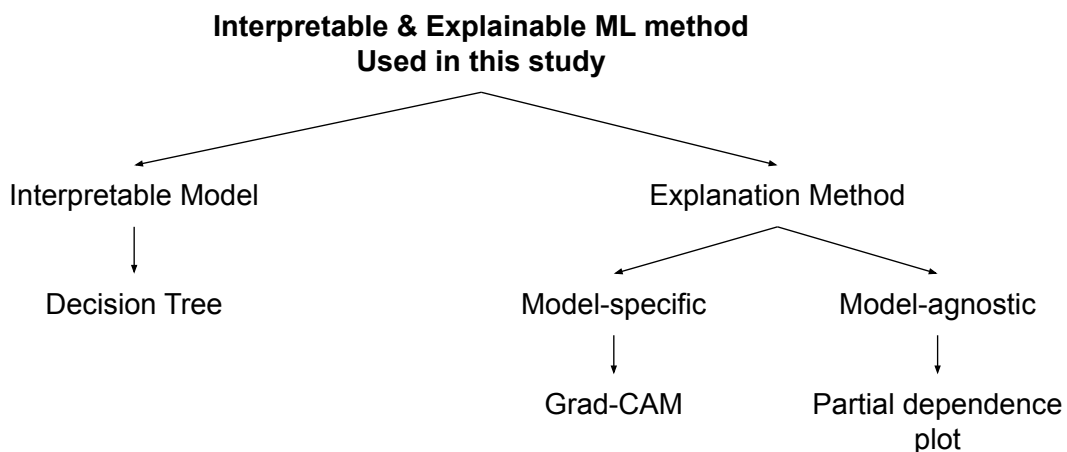 Interpretable & Explainable ML method
Used in this study
Interpretable Model
Explanation Method
Decision Tree
Model-specific
Model-agnostic
Grad-CAM
Partial dependence
plot